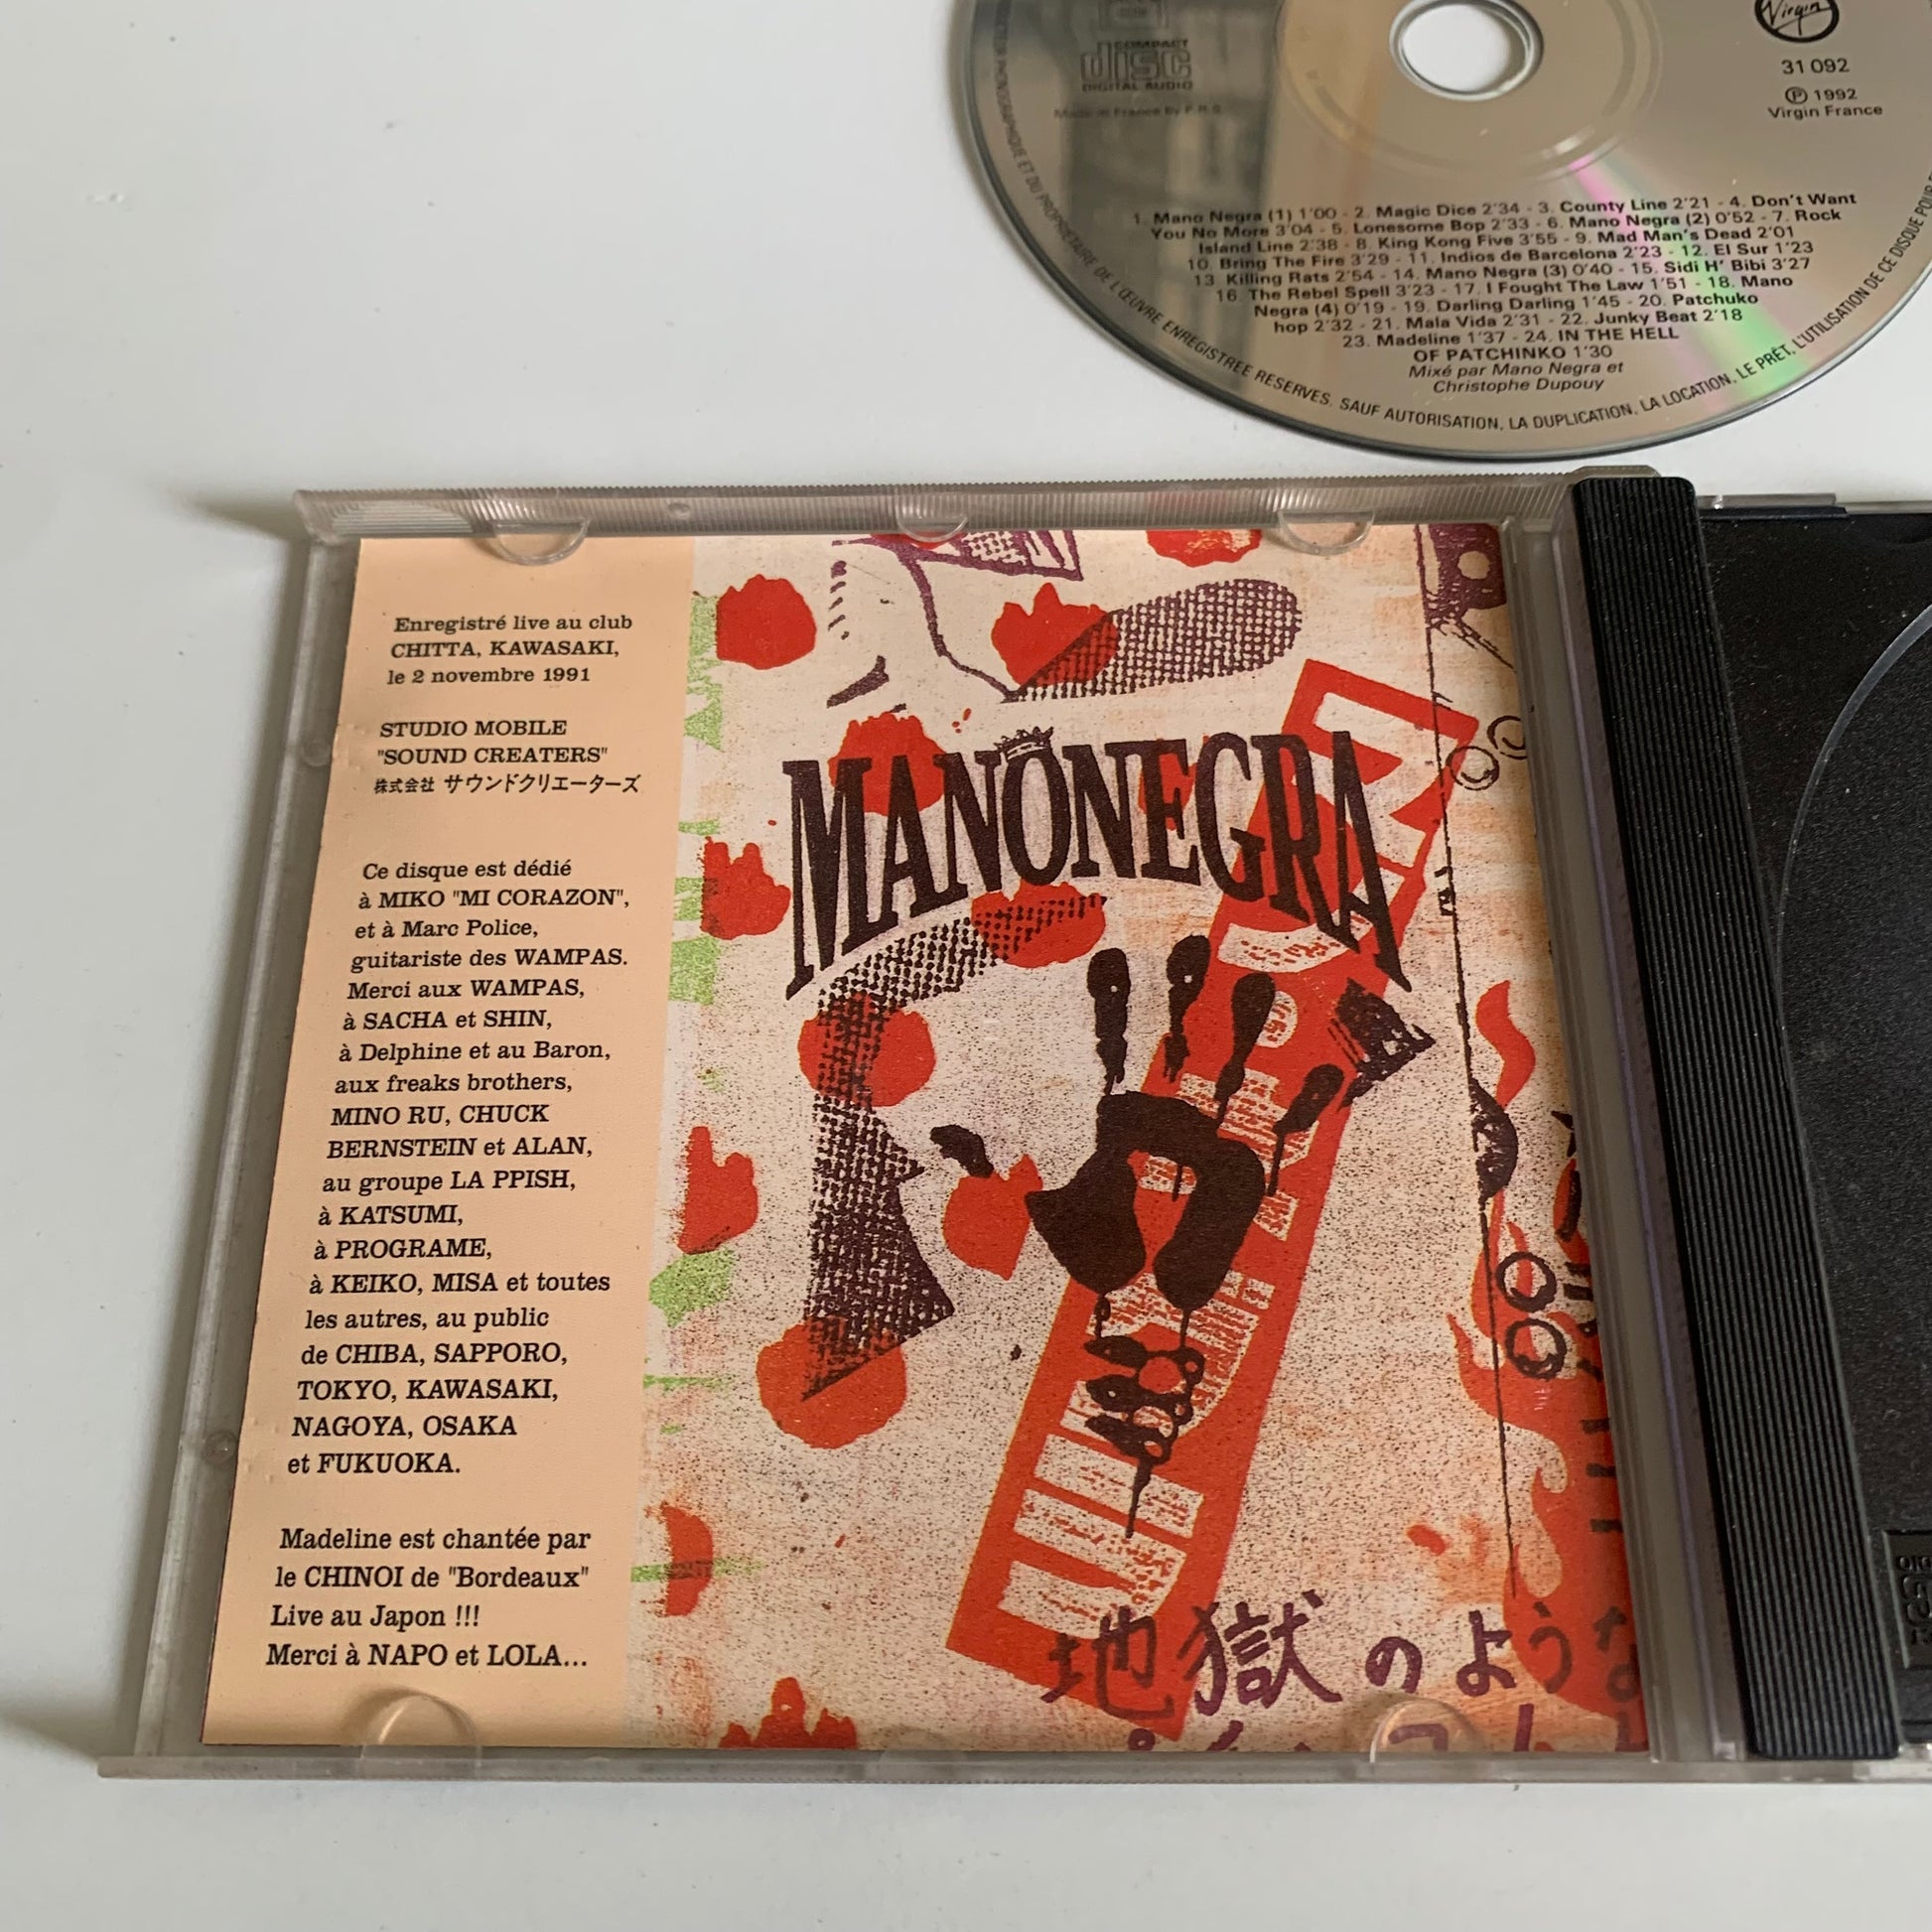 COMPACT
disc
DIGITAL AUDIO
Made in France by P.R.S.
Virgin
31 092
Ⓟ 1992
Virgin France
1. Mano Negra (1) 1'00 - 2. Magic Dice 2'34 - 3. County Line 2'21 - 4. Don't Want
You No More 3'04 - 5. Lonesome Bop 2'33 - 6. Mano Negra (2) 0'52 - 7. Rock
Island Line 2'38 - 8. King Kong Five 3'55 - 9. Mad Man's Dead 2'01
10. Bring The Fire 3'29 - 11. Indios de Barcelona 2'23 - 12. El Sur 1'23
13. Killing Rats 2'54 - 14. Mano Negra (3) 0'40 - 15. Sidi H' Bibi 3'27
16. The Rebel Spell 3'23 - 17. I Fought The Law 1'51 - 18. Mano
Negra (4) 0'19 - 19. Darling Darling 1'45 - 20. Patchuko
hop 2'32 - 21. Mala Vida 2'31 - 22. Junky Beat 2'18
23. Madeline 1'37 - 24. IN THE HELL
OF PATCHINKO 1'30
Mixé par Mano Negra et
Christophe Dupouy
PHONOGRAPHIQUE ET DU PROPRIETAIRE DE L'ŒUVRE ENREGISTREE RESERVES. SAUF AUTORISATION, LA DUPLICATION, LA LOCATION, LE PRÊT, L'UTILISATION DE CE DISQUE POUR
Enregistré live au club
CHITTA, KAWASAKI,
le 2 novembre 1991
STUDIO MOBILE
"SOUND CREATERS"
株式会社 サウンドクリエーターズ
Ce disque est dédié
à MIKO "MI CORAZON",
et à Marc Police,
guitariste des WAMPAS.
Merci aux WAMPAS,
à SACHA et SHIN,
à Delphine et au Baron,
aux freaks brothers,
MINO RU, CHUCK
BERNSTEIN et ALAN,
au groupe LA PPISH,
à KATSUMI,
à PROGRAME,
à KEIKO, MISA et toutes
les autres, au public
de CHIBA, SAPPORO,
TOKYO, KAWASAKI,
NAGOYA, OSAKA
et FUKUOKA.
Madeline est chantée par
le CHINOI de "Bordeaux"
Live au Japon !!!
Merci à NAPO et LOLA...
MANONEGRA
地獄のような